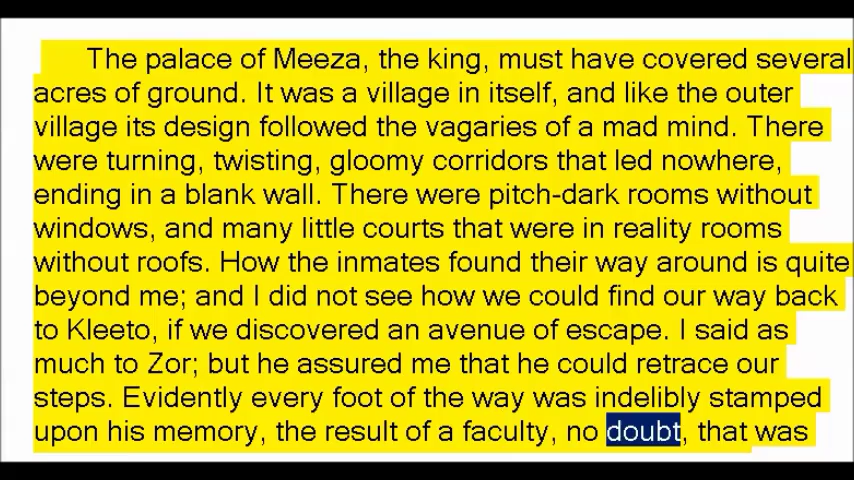 The palace of Meeza, the king, must have covered several
acres of ground. It was a village in itself, and like the outer
village its design followed the vagaries of a mad mind. There
were turning, twisting, gloomy corridors that led nowhere,
ending in a blank wall. There were pitch-dark rooms without
windows, and many little courts that were in reality rooms
without roofs. How the inmates found their way around is quite
beyond me; and I did not see how we could find our way back
to Kleeto, if we discovered an avenue of escape. I said as
much to Zor; but he assured me that he could retrace our
steps. Evidently every foot of the way was indelibly stamped
upon his memory, the result of a faculty, no doubt, that was